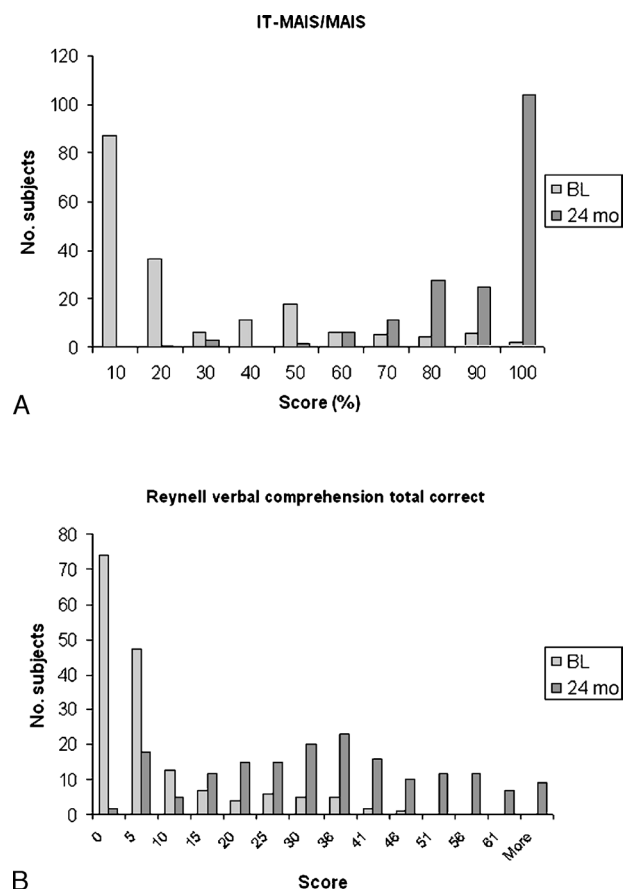 IT-MAIS/MAIS
120
100
80
60
40
20
0
No. subjects
10 20 30 40 50 60 70 80 90 100
Score (%)
BL
24 mo
A
Reynell verbal comprehension total correct
80
70
60
50
40
30
20
10
0
No. subjects
0 5 10 15 20 25 30 36 41 46 51 56 61 More
Score
BL
24 mo
B